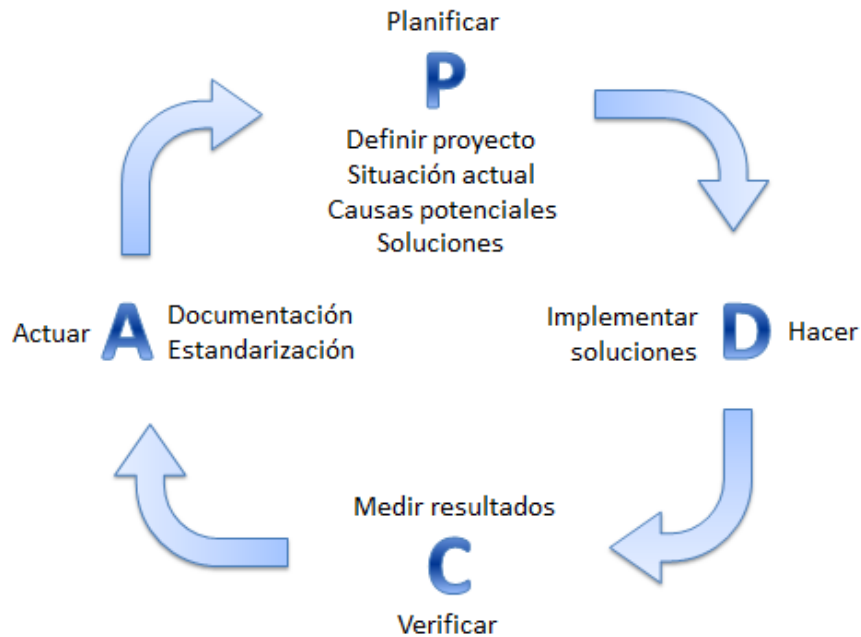 Planificar
P
Definir proyecto
Situación actual
Causas potenciales
Soluciones
Actuar A Documentación
Estandarización
Implementar
soluciones D Hacer
Medir resultados
C
Verificar